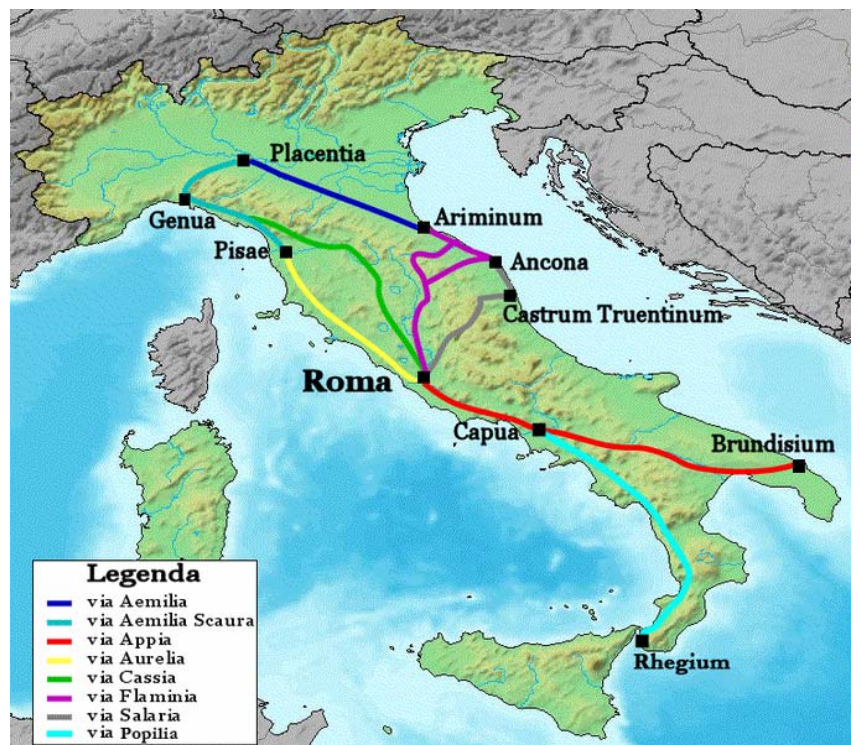 Placentia
Genua
Ariminum
Pisae
Ancona
Castrum Truentinum
Roma
Capua
Brundisium
Rhegium
Legenda
via Aemilia
via Aemilia Scaura
via Appia
via Aurelia
via Cassia
via Flaminia
via Salaria
via Popilia